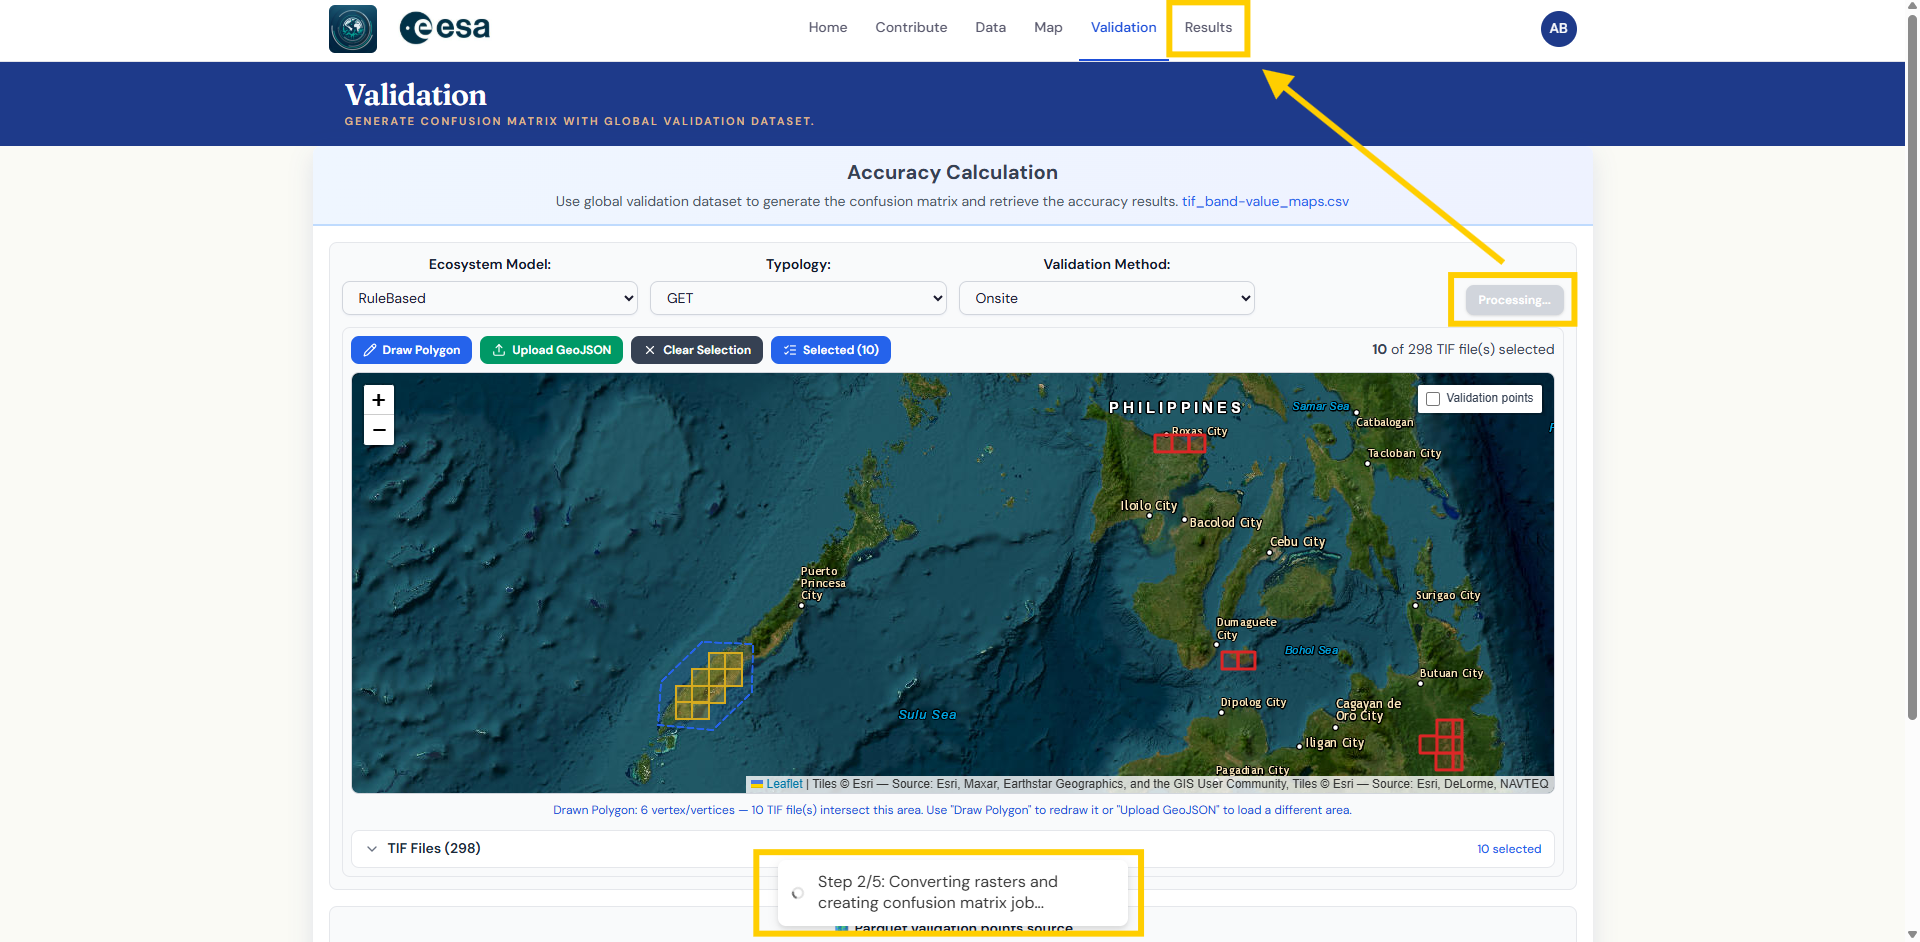 esa
Home
Contribute
Data
Map
Validation
Results
AB
Validation
GENERATE CONFUSION MATRIX WITH GLOBAL VALIDATION DATASET.
Accuracy Calculation
Use global validation dataset to generate the confusion matrix and retrieve the accuracy results. tif_band-value_maps.csv
Ecosystem Model:
Typology:
Validation Method:
RuleBased
GET
Onsite
Processing...
Draw Polygon
Upload GeoJSON
Clear Selection
Selected (10)
10 of 298 TIF file(s) selected
+
−
Validation points
PHILIPPINES
Samar Sea
Catbalogan
Roxas City
Tacloban City
Iloilo City
Bacolod City
Cebu City
Puerto
Princesa
City
Surigao City
Dumaguete
City
Bohol Sea
Butuan City
Dipolog City
Cagayan de
Oro City
Sulu Sea
Iligan City
Pagadian City
Leaflet | Tiles © Esri — Source: Esri, Maxar, Earthstar Geographics, and the GIS User Community, Tiles © Esri — Source: Esri, DeLorme, NAVTEQ
Drawn Polygon: 6 vertex/vertices — 10 TIF file(s) intersect this area. Use "Draw Polygon" to redraw it or "Upload GeoJSON" to load a different area.
TIF Files (298)
10 selected
Step 2/5: Converting rasters and
creating confusion matrix job...
Parquet validation points source